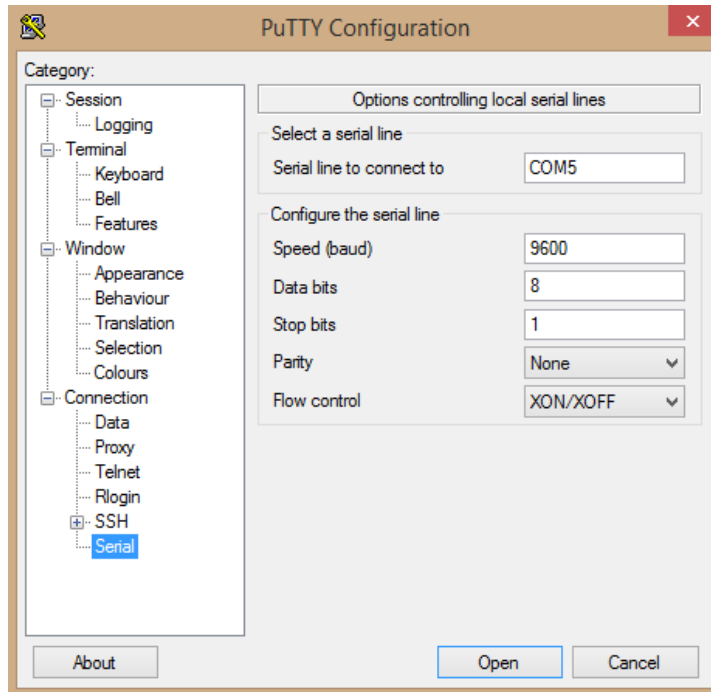 PuTTY Configuration
Category:
Session
Logging
Terminal
Keyboard
Bell
Features
Window
Appearance
Behaviour
Translation
Selection
Colours
Connection
Data
Proxy
Telnet
Rlogin
SSH
Serial
Options controlling local serial lines
Select a serial line
Serial line to connect to COM5
Configure the serial line
Speed (baud) 9600
Data bits 8
Stop bits 1
Parity None
Flow control XON/XOFF
About Open Cancel